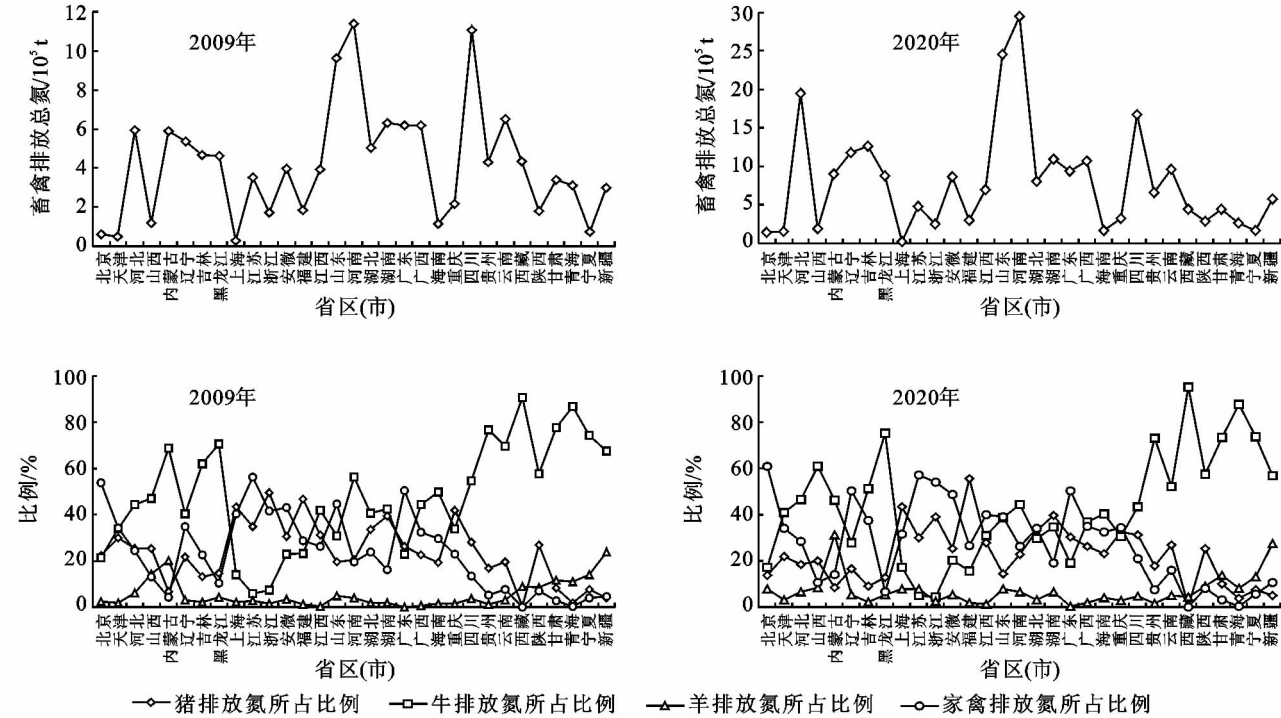 畜禽排放总氮/10⁵ t
12
10
8
6
4
2
0
2009年
北京 天津 河北 山西 内蒙古 辽宁 吉林 黑龙江 上海 江苏 浙江 安微 福建 江西 山东 河南 湖北 湖南 广东 广西 海南 重庆 四川 贵州 云南 西藏 陕西 甘肃 青海 宁夏 新疆
省区(市)
畜禽排放总氮/10⁵ t
30
25
20
15
10
5
0
2020年
北京 天津 河北 山西 内蒙古 辽宁 吉林 黑龙江 上海 江苏 浙江 安微 福建 江西 山东 河南 湖北 湖南 广东 广西 海南 重庆 四川 贵州 云南 西藏 陕西 甘肃 青海 宁夏 新疆
省区(市)
比例/%
100
80
60
40
20
0
2009年
北京 天津 河北 山西 内蒙古 辽宁 吉林 黑龙江 上海 江苏 浙江 安微 福建 江西 山东 河南 湖北 湖南 广东 广西 海南 重庆 四川 贵州 云南 西藏 陕西 甘肃 青海 宁夏 新疆
省区(市)
比例/%
100
80
60
40
20
0
2020年
北京 天津 河北 山西 内蒙古 辽宁 吉林 黑龙江 上海 江苏 浙江 安微 福建 江西 山东 河南 湖北 湖南 广东 广西 海南 重庆 四川 贵州 云南 西藏 陕西 甘肃 青海 宁夏 新疆
省区(市)
猪排放氮所占比例 牛排放氮所占比例 羊排放氮所占比例 家禽排放氮所占比例